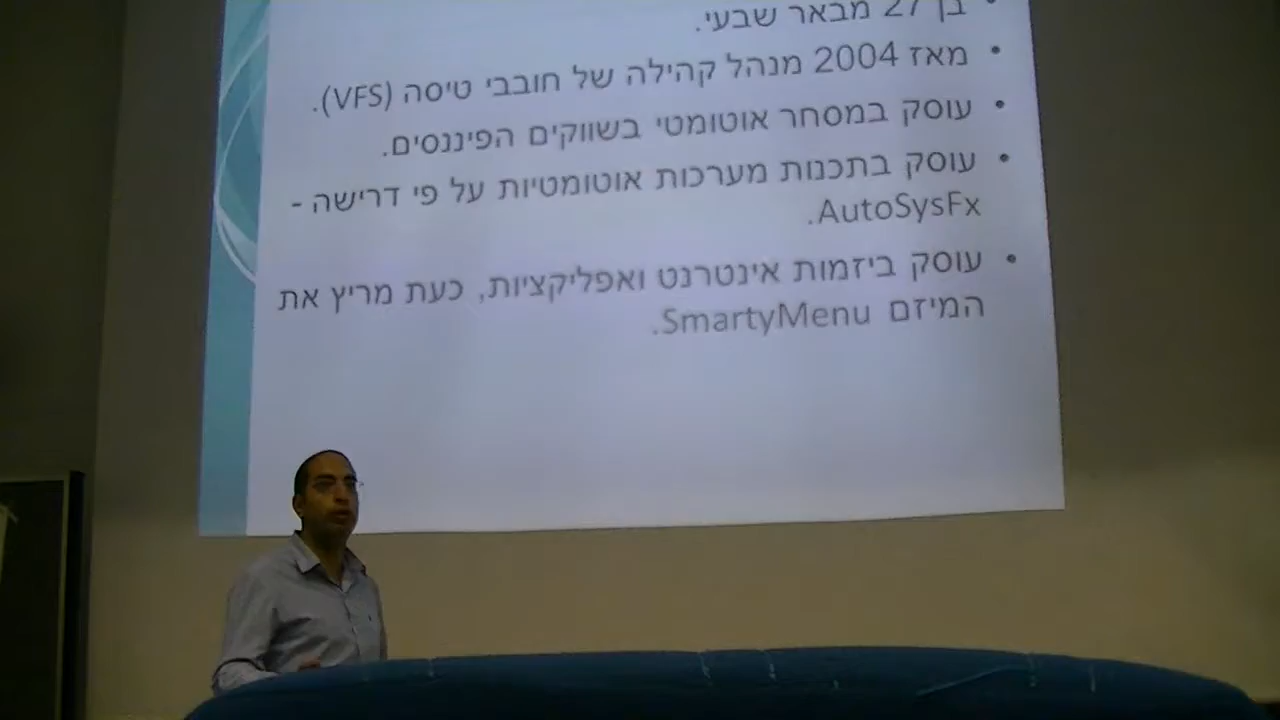 בן 27 מבאר שבעי.
מאז 2004 מנהל קהילה של חובבי טיסה (VFS).
עוסק במסחר אוטומטי בשווקים הפיננסים.
עוסק בתכנות מערכות אוטומטיות על פי דרישה -
AutoSysFx.
עוסק ביזמות אינטרנט ואפליקציות, כעת מריץ את
המיזם SmartyMenu.